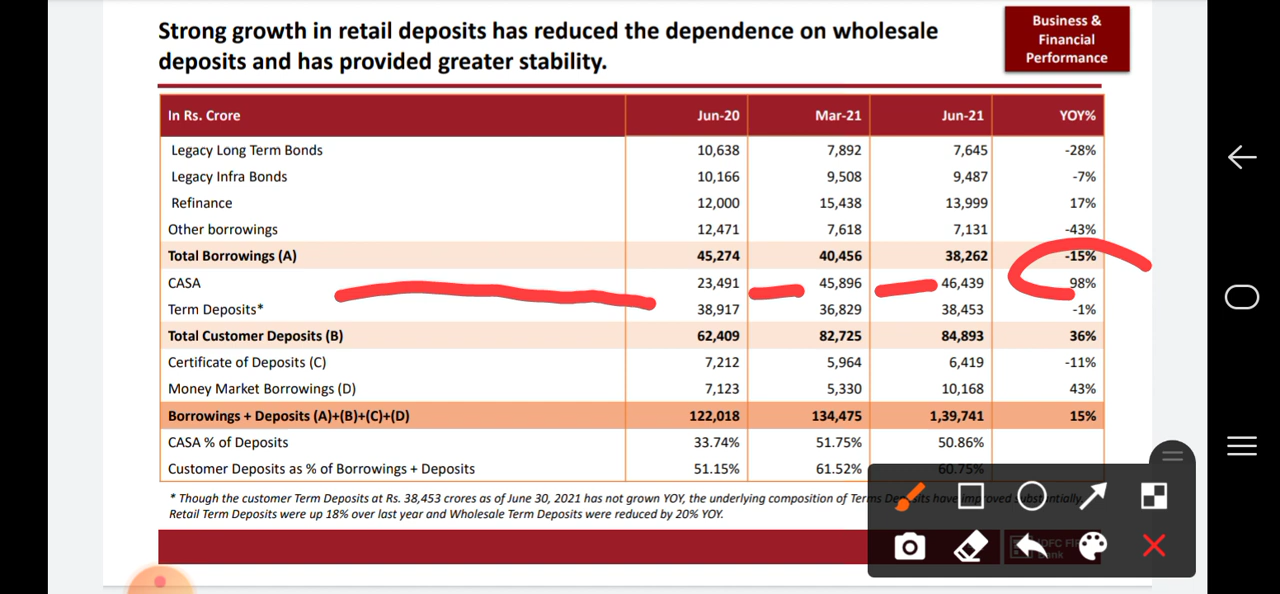 Strong growth in retail deposits has reduced the dependence on wholesale
deposits and has provided greater stability.
Business &
Financial
Performance
In Rs. Crore Jun-20 Mar-21 Jun-21 YOY%
Legacy Long Term Bonds 10,638 7,892 7,645 -28%
Legacy Infra Bonds 10,166 9,508 9,487 -7%
Refinance 12,000 15,438 13,999 17%
Other borrowings 12,471 7,618 7,131 -43%
Total Borrowings (A) 45,274 40,456 38,262 -15%
CASA 23,491 45,896 46,439 98%
Term Deposits* 38,917 36,829 38,453 -1%
Total Customer Deposits (B) 62,409 82,725 84,893 36%
Certificate of Deposits (C) 7,212 5,964 6,419 -11%
Money Market Borrowings (D) 7,123 5,330 10,168 43%
Borrowings + Deposits (A)+(B)+(C)+(D) 122,018 134,475 1,39,741 15%
CASA % of Deposits 33.74% 51.75% 50.86%
Customer Deposits as % of Borrowings + Deposits 51.15% 61.52% 60.75%
* Though the customer Term Deposits at Rs. 38,453 crores as of June 30, 2021 has not grown YOY, the underlying composition of Terms Deposits have improved substantially.
Retail Term Deposits were up 18% over last year and Wholesale Term Deposits were reduced by 20% YOY.